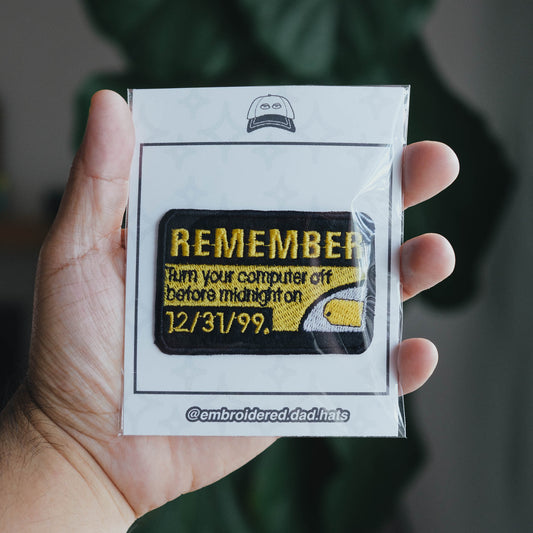 REMEMBER
Turn your computer off
before midnight on
12/31/99.
@embroidered.dad.hats